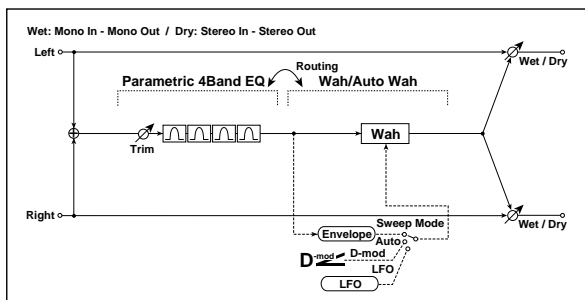 Wet: Mono In - Mono Out / Dry: Stereo In - Stereo Out
Left
Wet / Dry
Routing
Parametric 4Band EQ
Wah/Auto Wah
Trim
Wah
Right
Wet / Dry
Envelope
Sweep Mode
Auto
D-mod
D-mod
LFO
LFO